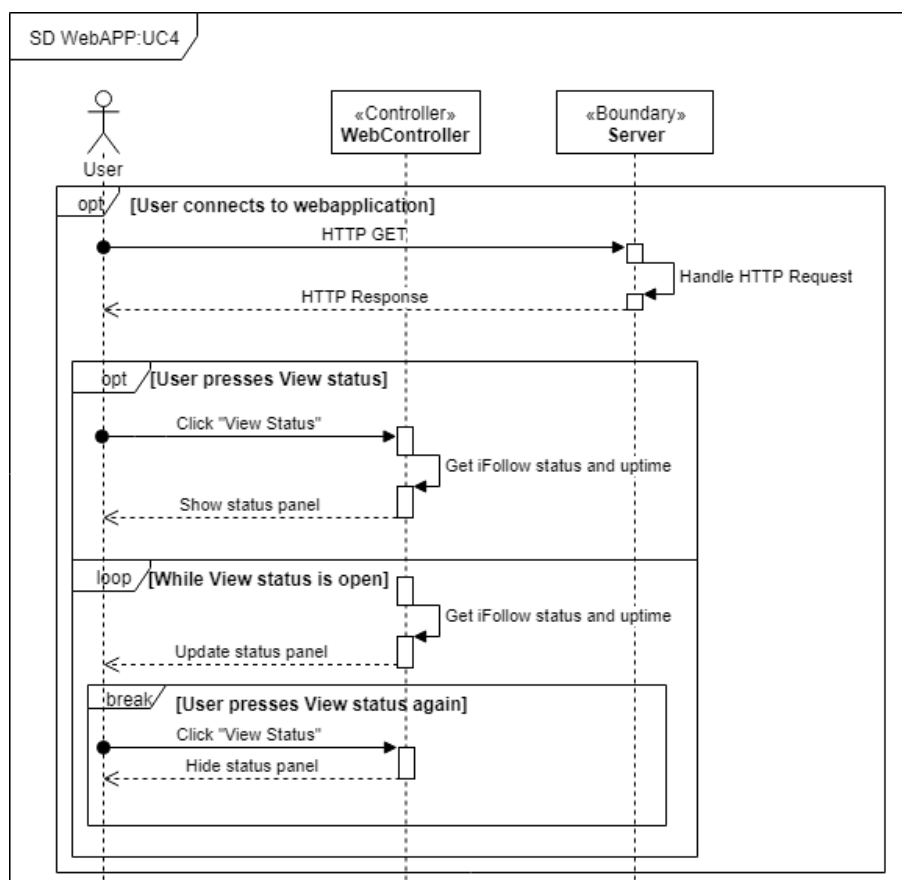 SD WebAPP:UC4
«Controller»
WebController
«Boundary»
Server
User
opt
[User connects to webapplication]
HTTP GET
Handle HTTP Request
HTTP Response
opt
[User presses View status]
Click "View Status"
Get iFollow status and uptime
Show status panel
loop
[While View status is open]
Get iFollow status and uptime
Update status panel
break
[User presses View status again]
Click "View Status"
Hide status panel